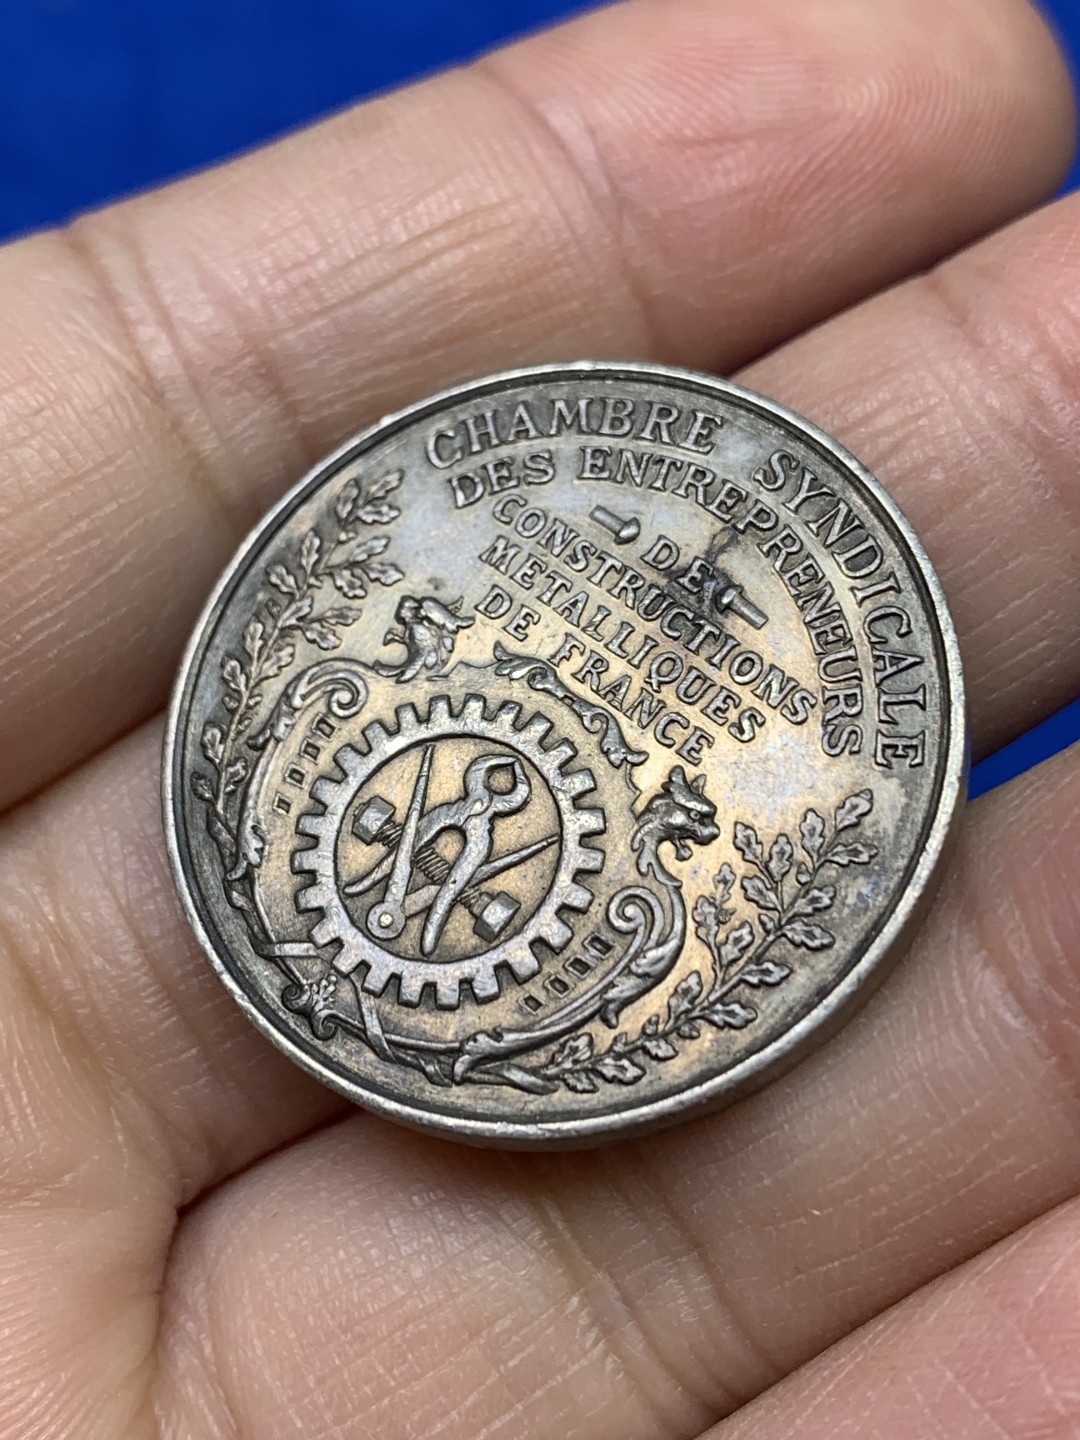 CHAMBRE SYNDICALE
DES ENTREPRENEURS
DE
CONSTRUCTIONS
METALLIQUES
DE FRANCE